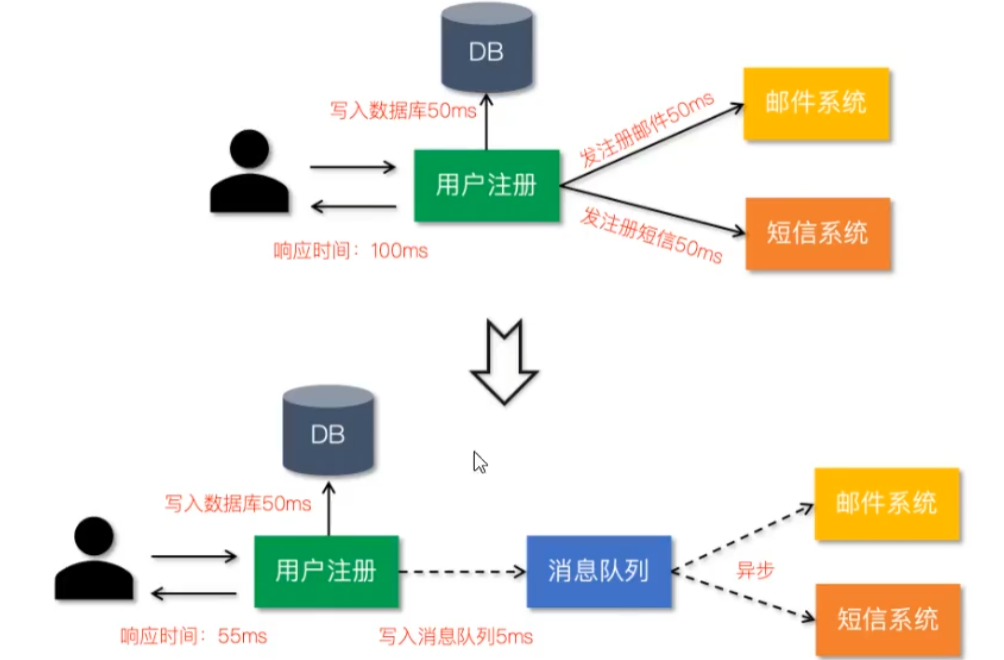 DB
写入数据库50ms
邮件系统
发注册邮件50ms
用户注册
发注册短信50ms
短信系统
响应时间：100ms
DB
写入数据库50ms
邮件系统
用户注册
消息队列
异步
短信系统
响应时间：55ms
写入消息队列5ms